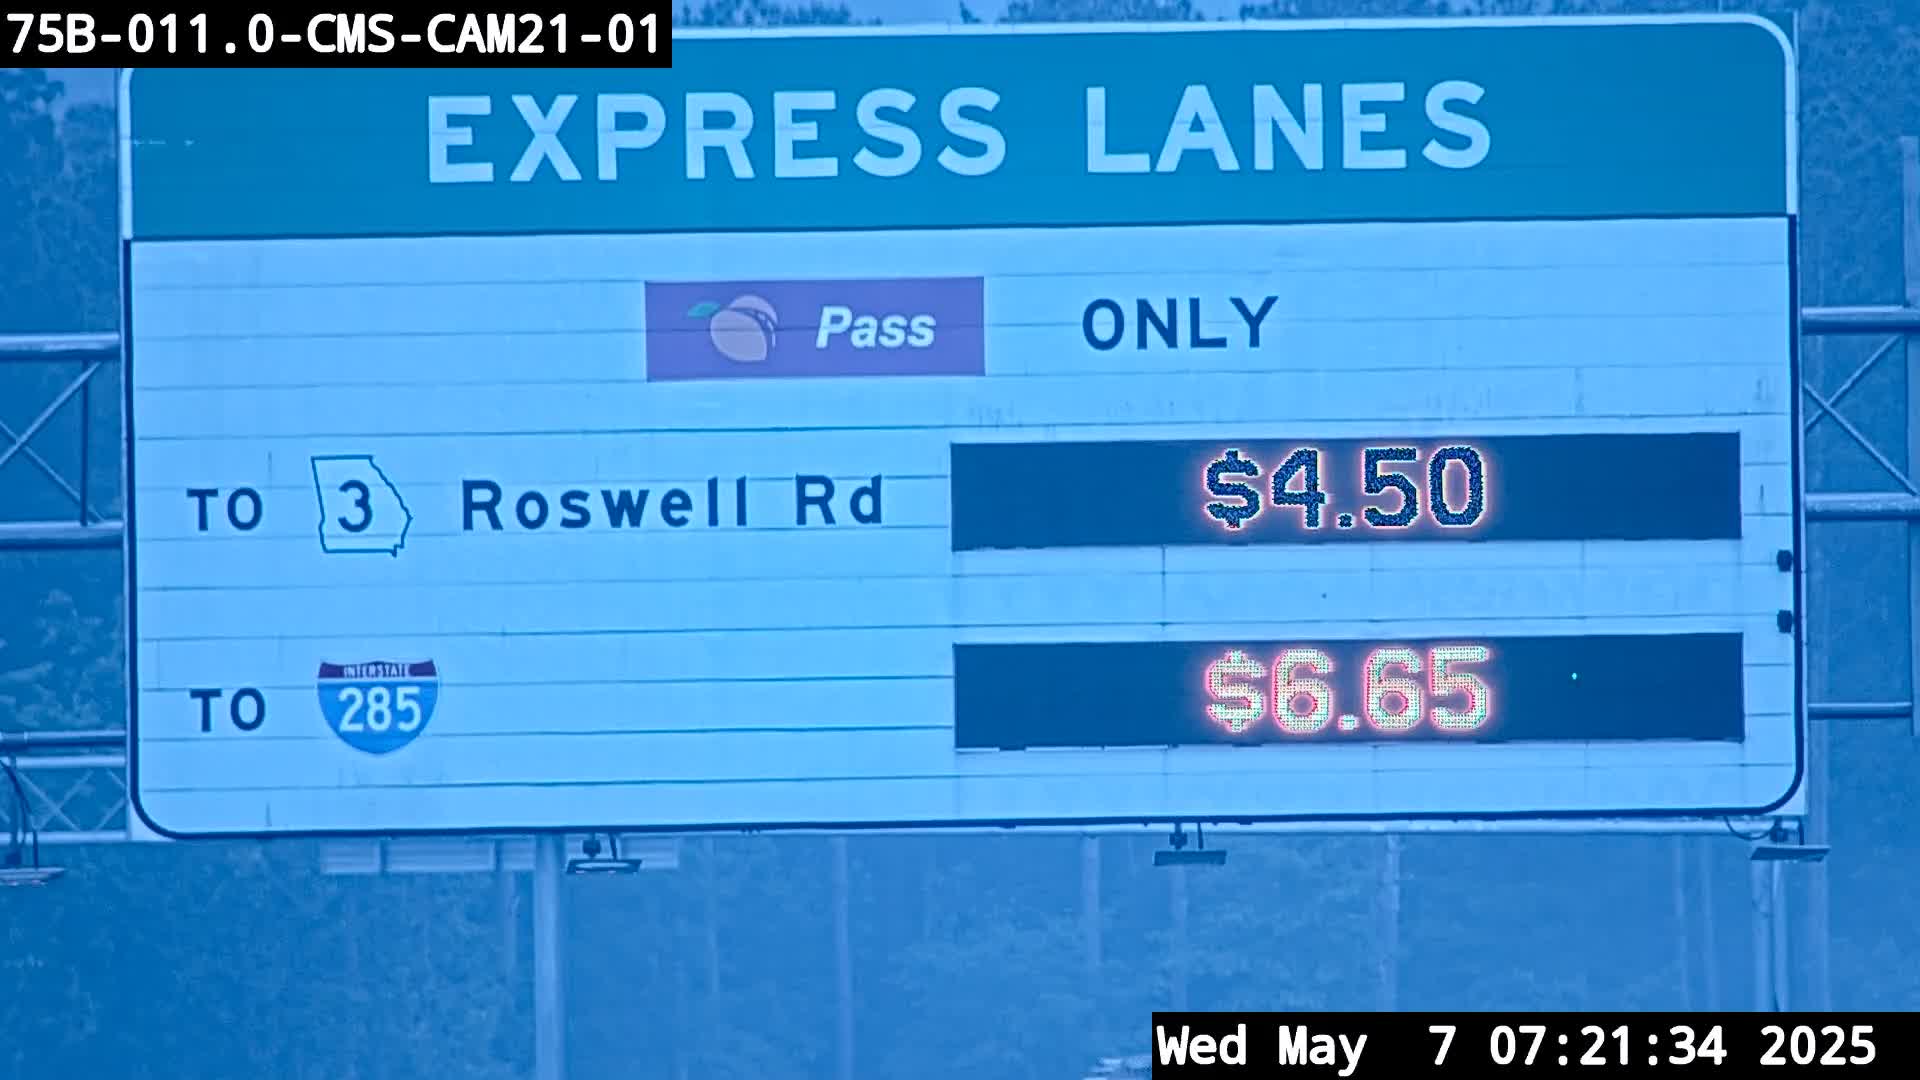 75B-011.0-CMS-CAM21-01
EXPRESS LANES
Pass ONLY
TO 3 Roswell Rd $4.50
TO INTERSTATE 285 $6.65
Wed May 7 07:21:34 2025